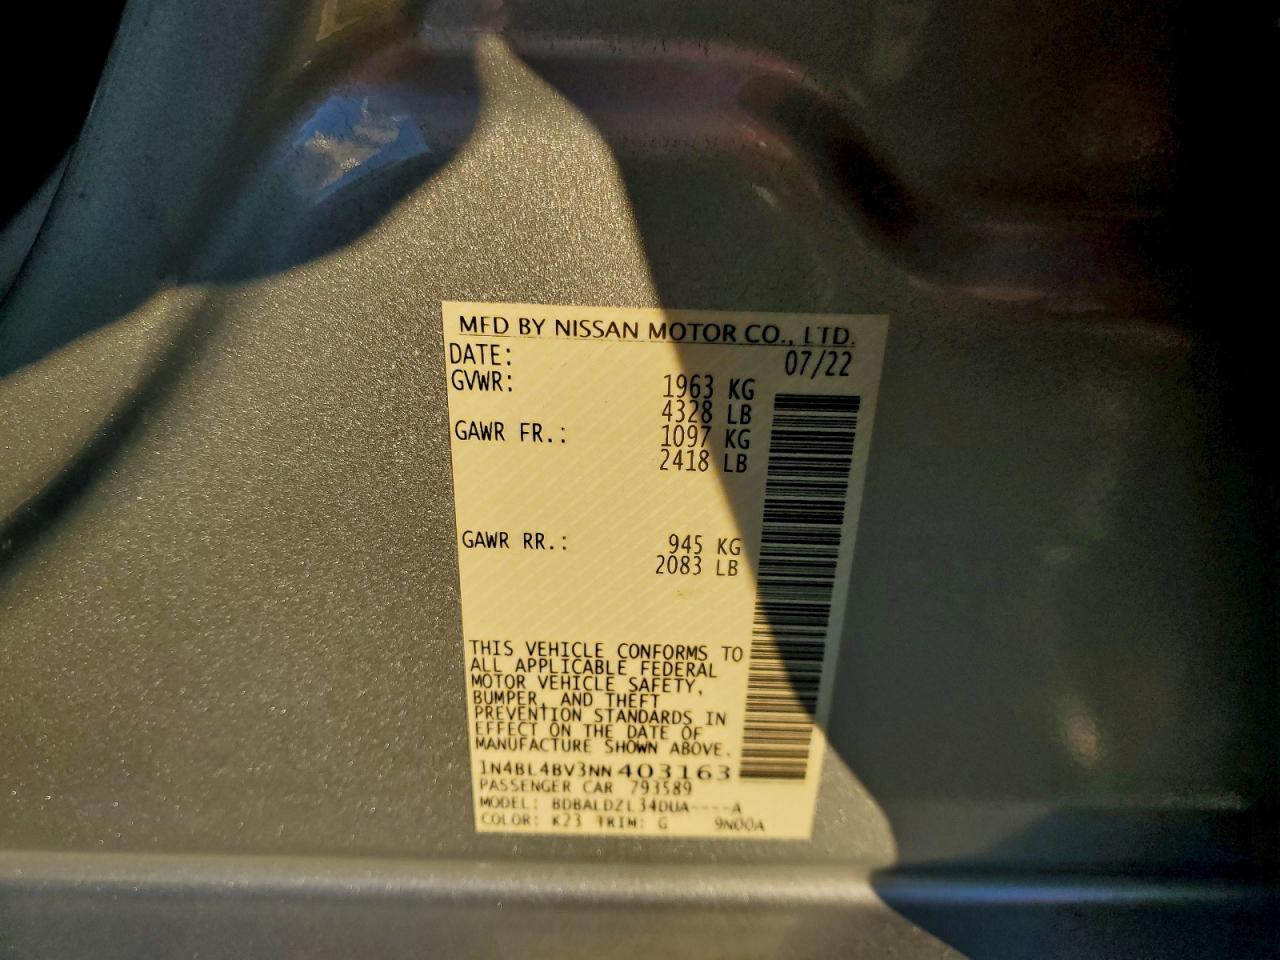 MFD BY NISSAN MOTOR CO., LTD.
DATE: 07/22
GVWR: 1963 KG
4328 LB
GAWR FR.: 1097 KG
2418 LB
GAWR RR.: 945 KG
2083 LB
THIS VEHICLE CONFORMS TO
ALL APPLICABLE FEDERAL
MOTOR VEHICLE SAFETY,
BUMPER, AND THEFT
PREVENTION STANDARDS IN
EFFECT ON THE DATE OF
MANUFACTURE SHOWN ABOVE.
1N4BL4BV3NN403163
PASSENGER CAR 793589
MODEL: BDBALDZL34DUA----A
COLOR: K23 TRIM: G 9N00A